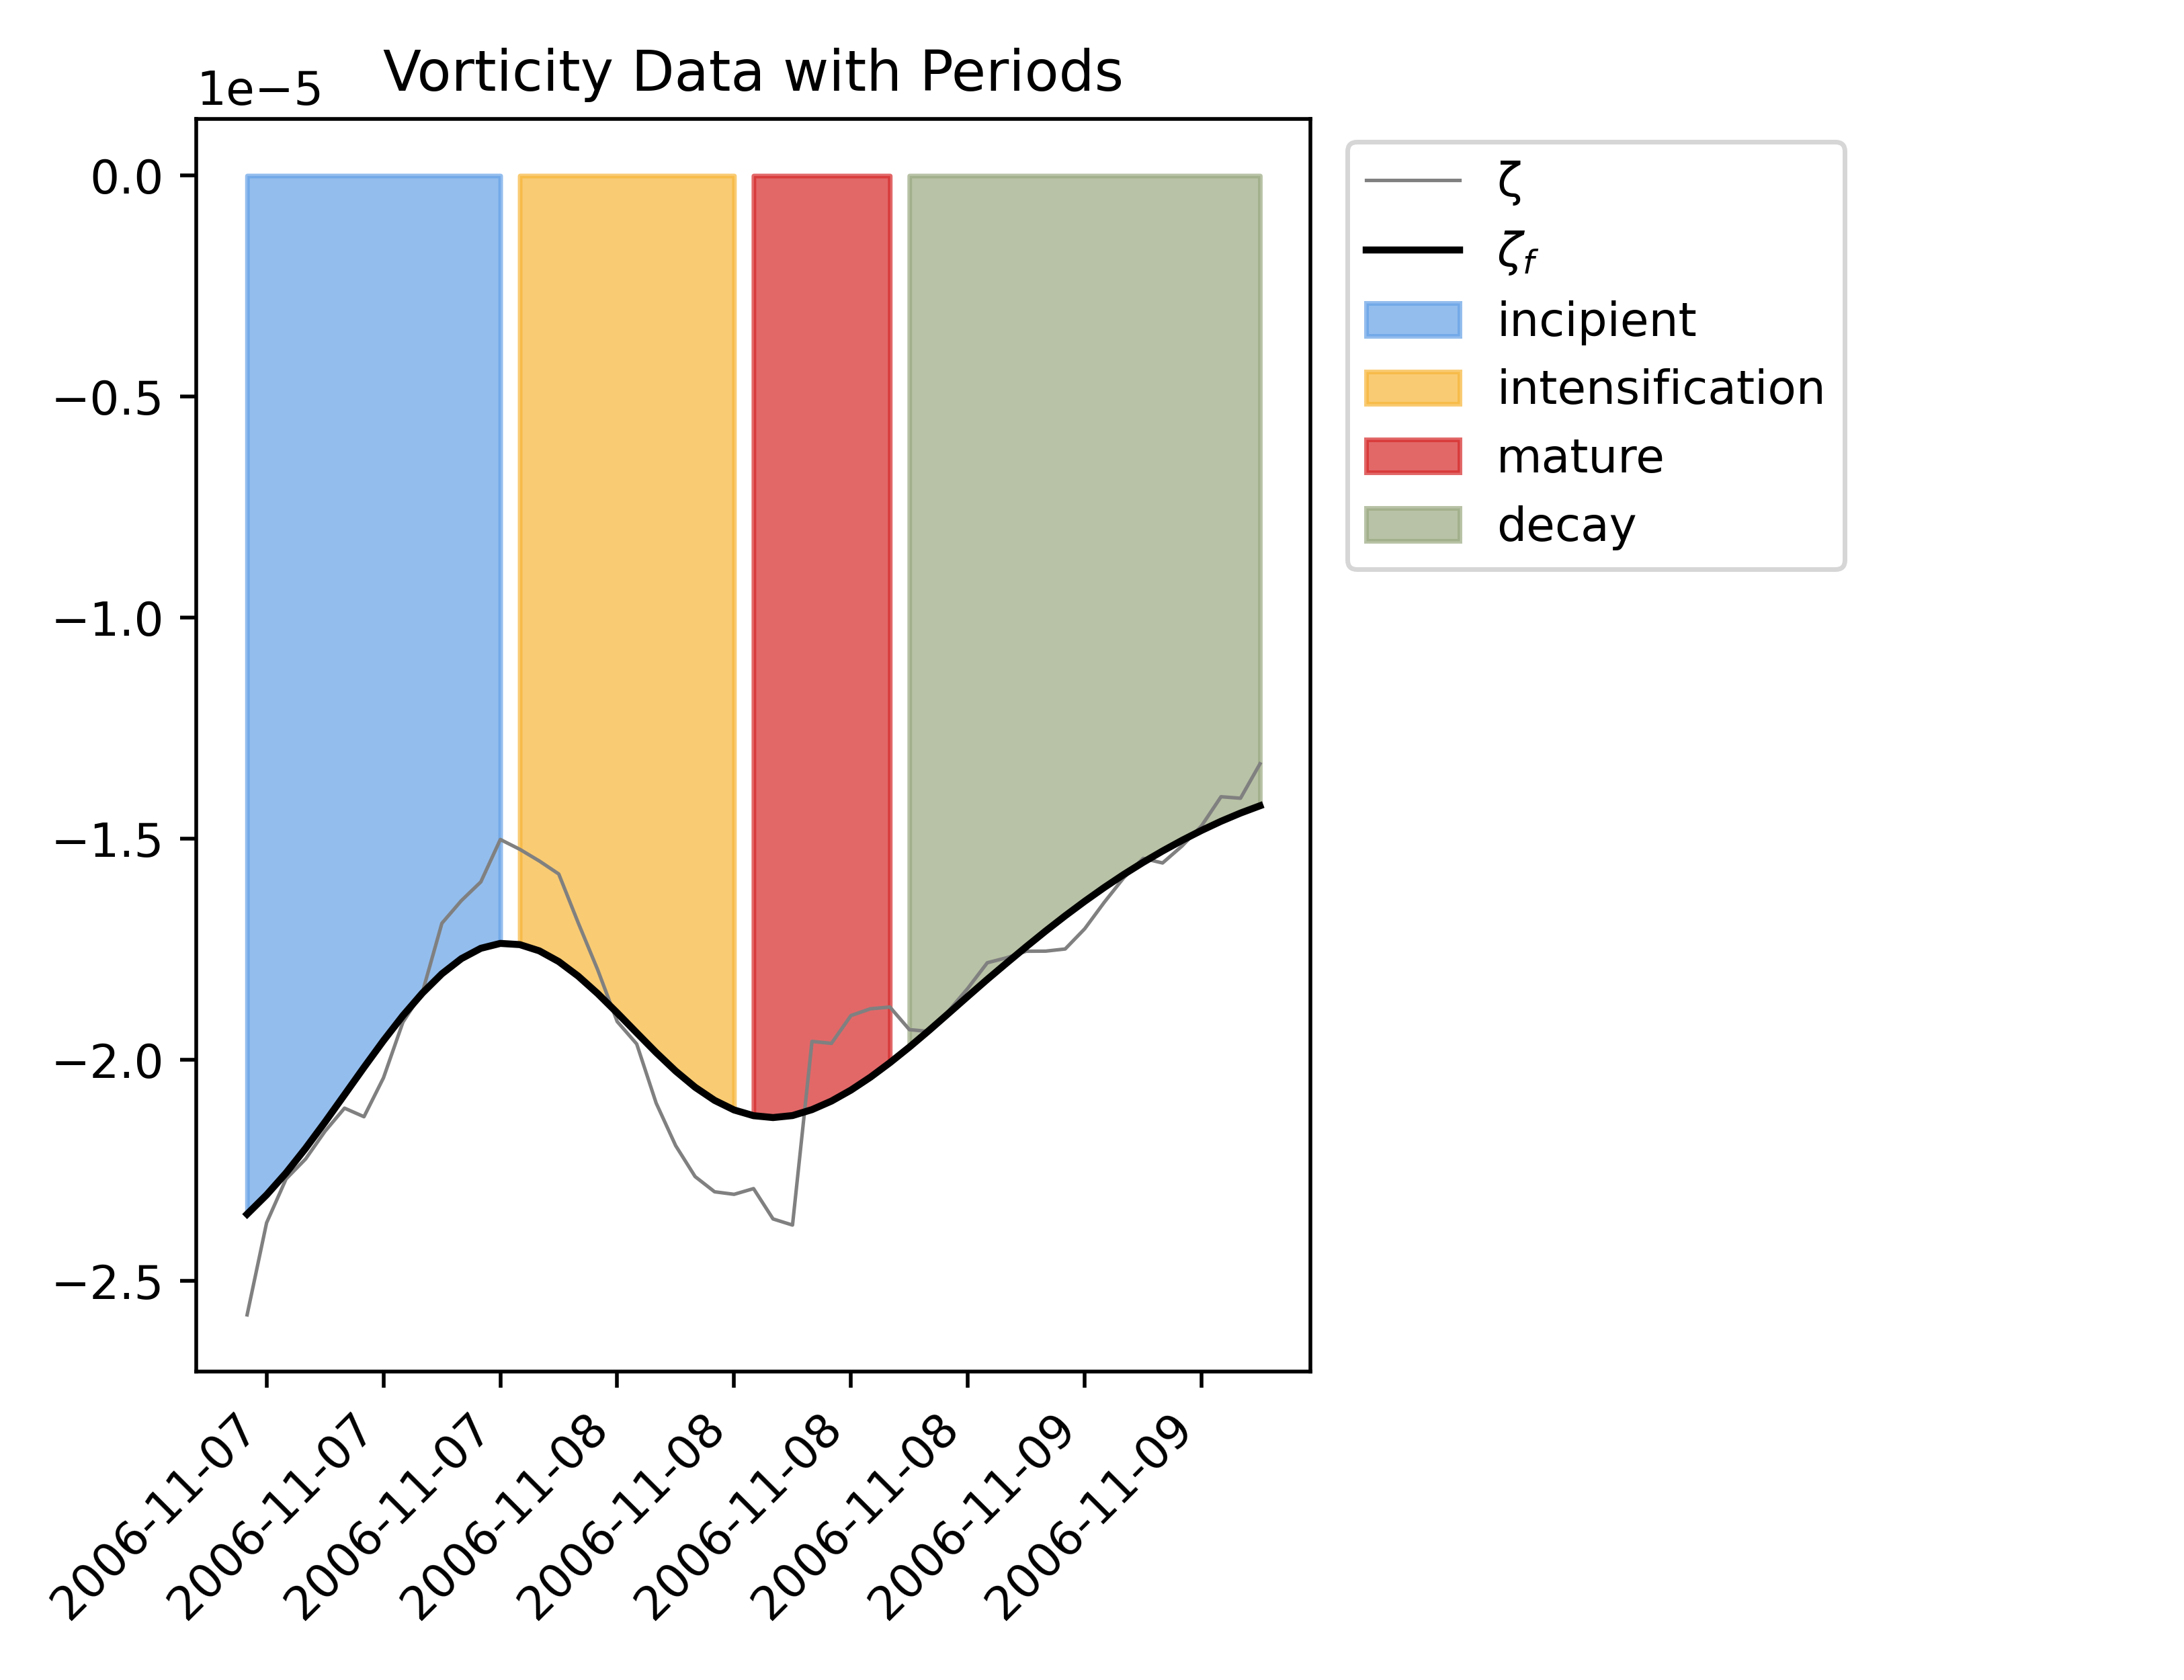 Vorticity Data with Periods
1e−5
0.0
−0.5
−1.0
−1.5
−2.0
−2.5
2006-11-07
2006-11-07
2006-11-07
2006-11-08
2006-11-08
2006-11-08
2006-11-08
2006-11-09
2006-11-09
ζ
ζf
incipient
intensification
mature
decay